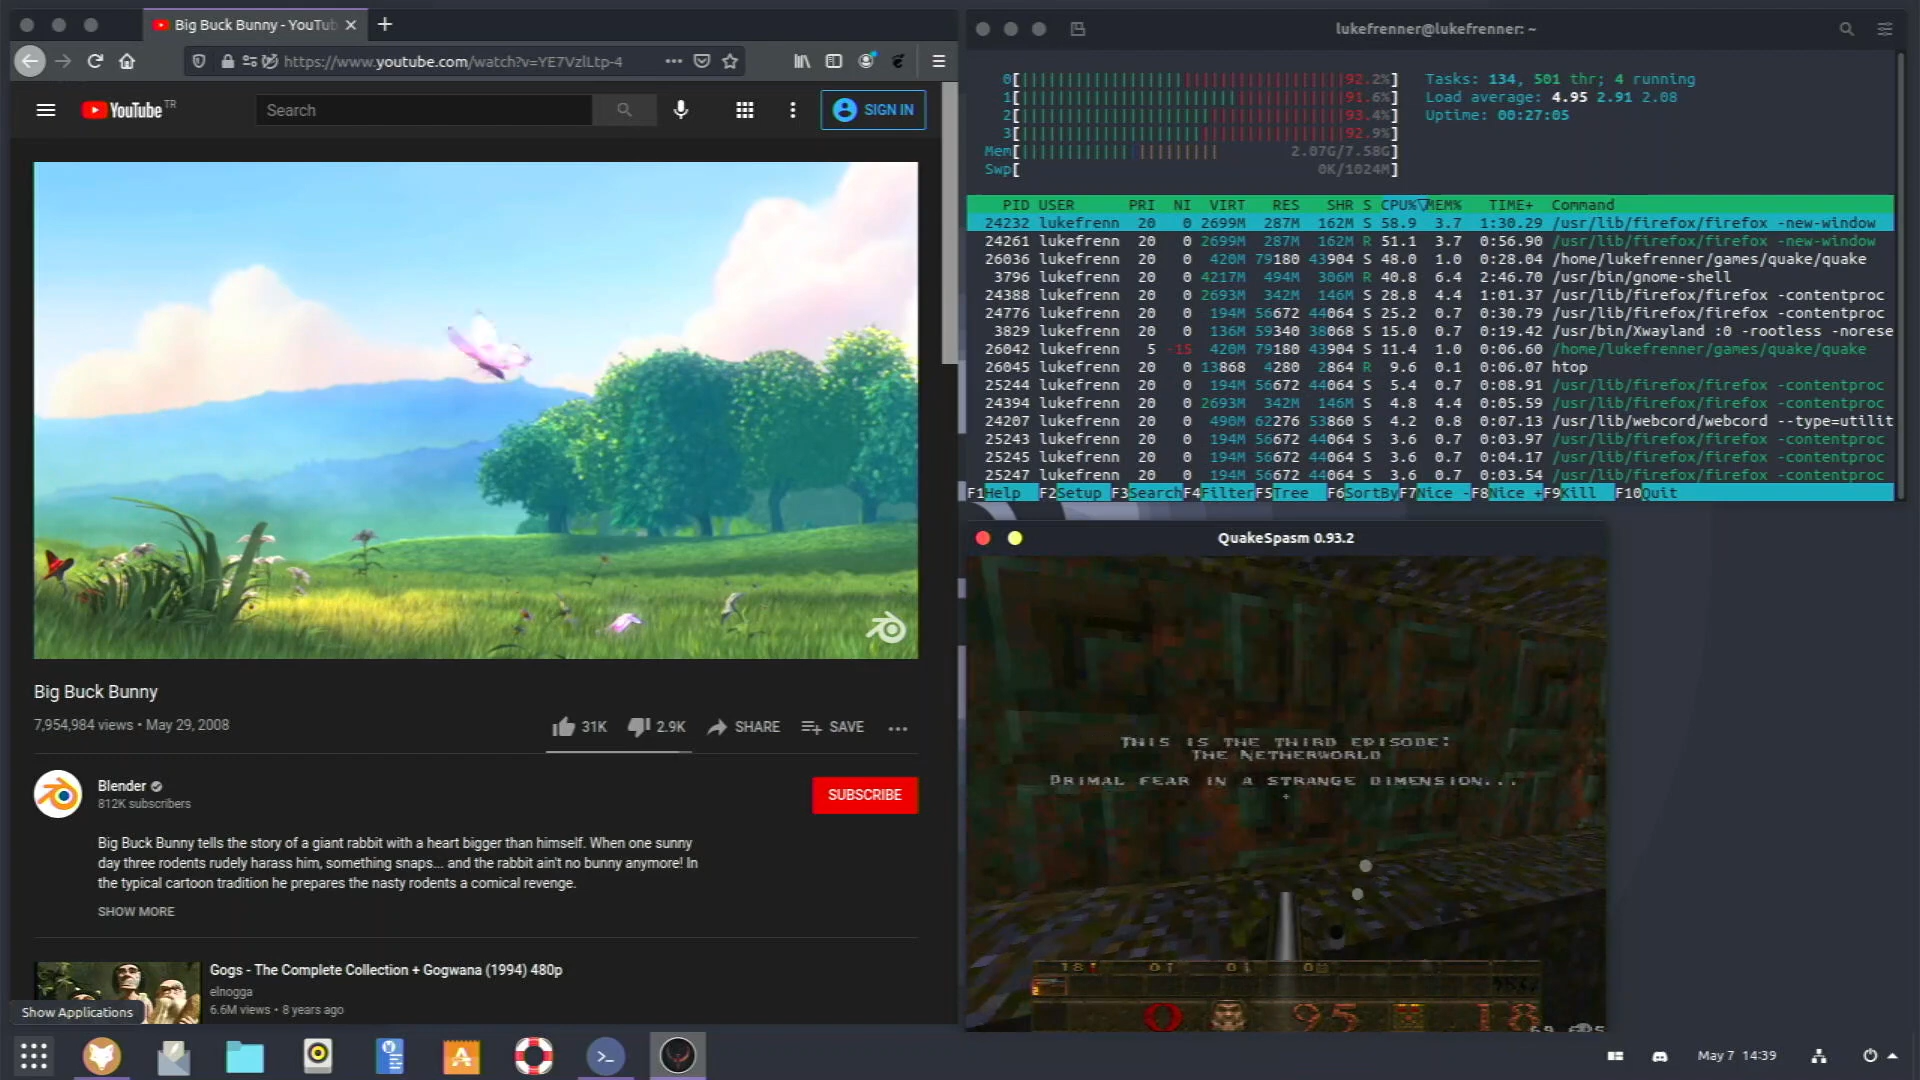 Big Buck Bunny - YouTub
https://www.youtube.com/watch?v=YE7VzlLtp-4
YouTube TR
Search
SIGN IN
Big Buck Bunny
7,954,984 views • May 29, 2008
31K
2.9K
SHARE
SAVE
Blender
812K subscribers
SUBSCRIBE
Big Buck Bunny tells the story of a giant rabbit with a heart bigger than himself. When one sunny
day three rodents rudely harass him, something snaps... and the rabbit ain't no bunny anymore! In
the typical cartoon tradition he prepares the nasty rodents a comical revenge.
SHOW MORE
Gogs - The Complete Collection + Gogwana (1994) 480p
elnogga
6.6M views • 8 years ago
Show Applications
lukefrenner@lukefrenner: ~
0[ 92.2%] Tasks: 134, 501 thr; 4 running
1[ 91.6%] Load average: 4.95 2.91 2.08
2[ 93.4%] Uptime: 00:27:05
3[ 92.9%]
Mem[ 2.07G/7.58G]
Swp[ 0K/1024M]
PID USER PRI NI VIRT RES SHR S CPU%▽MEM% TIME+ Command
24232 lukefrenn 20 0 2699M 287M 162M S 58.9 3.7 1:30.29 /usr/lib/firefox/firefox -new-window
24261 lukefrenn 20 0 2699M 287M 162M R 51.1 3.7 0:56.90 /usr/lib/firefox/firefox -new-window
26036 lukefrenn 20 0 420M 79180 43904 S 48.0 1.0 0:28.04 /home/lukefrenner/games/quake/quake
3796 lukefrenn 20 0 4217M 494M 306M R 40.8 6.4 2:46.70 /usr/bin/gnome-shell
24388 lukefrenn 20 0 2693M 342M 146M S 28.8 4.4 1:01.37 /usr/lib/firefox/firefox -contentproc
24776 lukefrenn 20 0 194M 56672 44064 S 25.2 0.7 0:30.79 /usr/lib/firefox/firefox -contentproc
3829 lukefrenn 20 0 136M 59340 38068 S 15.0 0.7 0:19.42 /usr/bin/Xwayland :0 -rootless -norese
26042 lukefrenn 5 -15 420M 79180 43904 S 11.4 1.0 0:06.60 /home/lukefrenner/games/quake/quake
26045 lukefrenn 20 0 13868 4280 2864 R 9.6 0.1 0:06.07 htop
25244 lukefrenn 20 0 194M 56672 44064 S 5.4 0.7 0:08.91 /usr/lib/firefox/firefox -contentproc
24394 lukefrenn 20 0 2693M 342M 146M S 4.8 4.4 0:05.59 /usr/lib/firefox/firefox -contentproc
24207 lukefrenn 20 0 490M 62276 53860 S 4.2 0.8 0:07.13 /usr/lib/webcord/webcord --type=utilit
25243 lukefrenn 20 0 194M 56672 44064 S 3.6 0.7 0:03.97 /usr/lib/firefox/firefox -contentproc
25245 lukefrenn 20 0 194M 56672 44064 S 3.6 0.7 0:04.17 /usr/lib/firefox/firefox -contentproc
25247 lukefrenn 20 0 194M 56672 44064 S 3.6 0.7 0:03.54 /usr/lib/firefox/firefox -contentproc
F1Help F2Setup F3SearchF4FilterF5Tree F6SortByF7Nice -F8Nice +F9Kill F10Quit
QuakeSpasm 0.93.2
This is the third episode:
The Netherworld
Primal fear in a strange dimension...
18 0 0 0
0 95 18
May 7 14:39